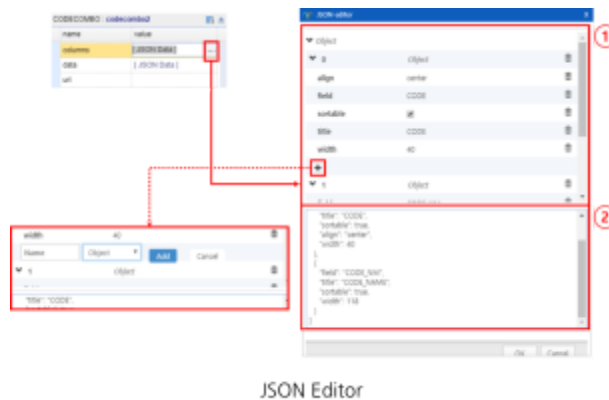 CODECOMBO : codecombo2
name value
columns [JSON Data] ...
data [JSON Data]
url
JSON editor x
1
Object
0 Object
align center
field CODE
sortable
title CODE
width 40
+
1 Object
2
"title": "CODE",
"sortable": true,
"align": "center",
"width": 40
},
{
"field": "CODE_NM",
"title": "CODE_NAME",
"sortable": true,
"width": 118
}
]
OK Cancel
width 40
Name Object Add Cancel
1 Object
"title": "CODE",
JSON Editor